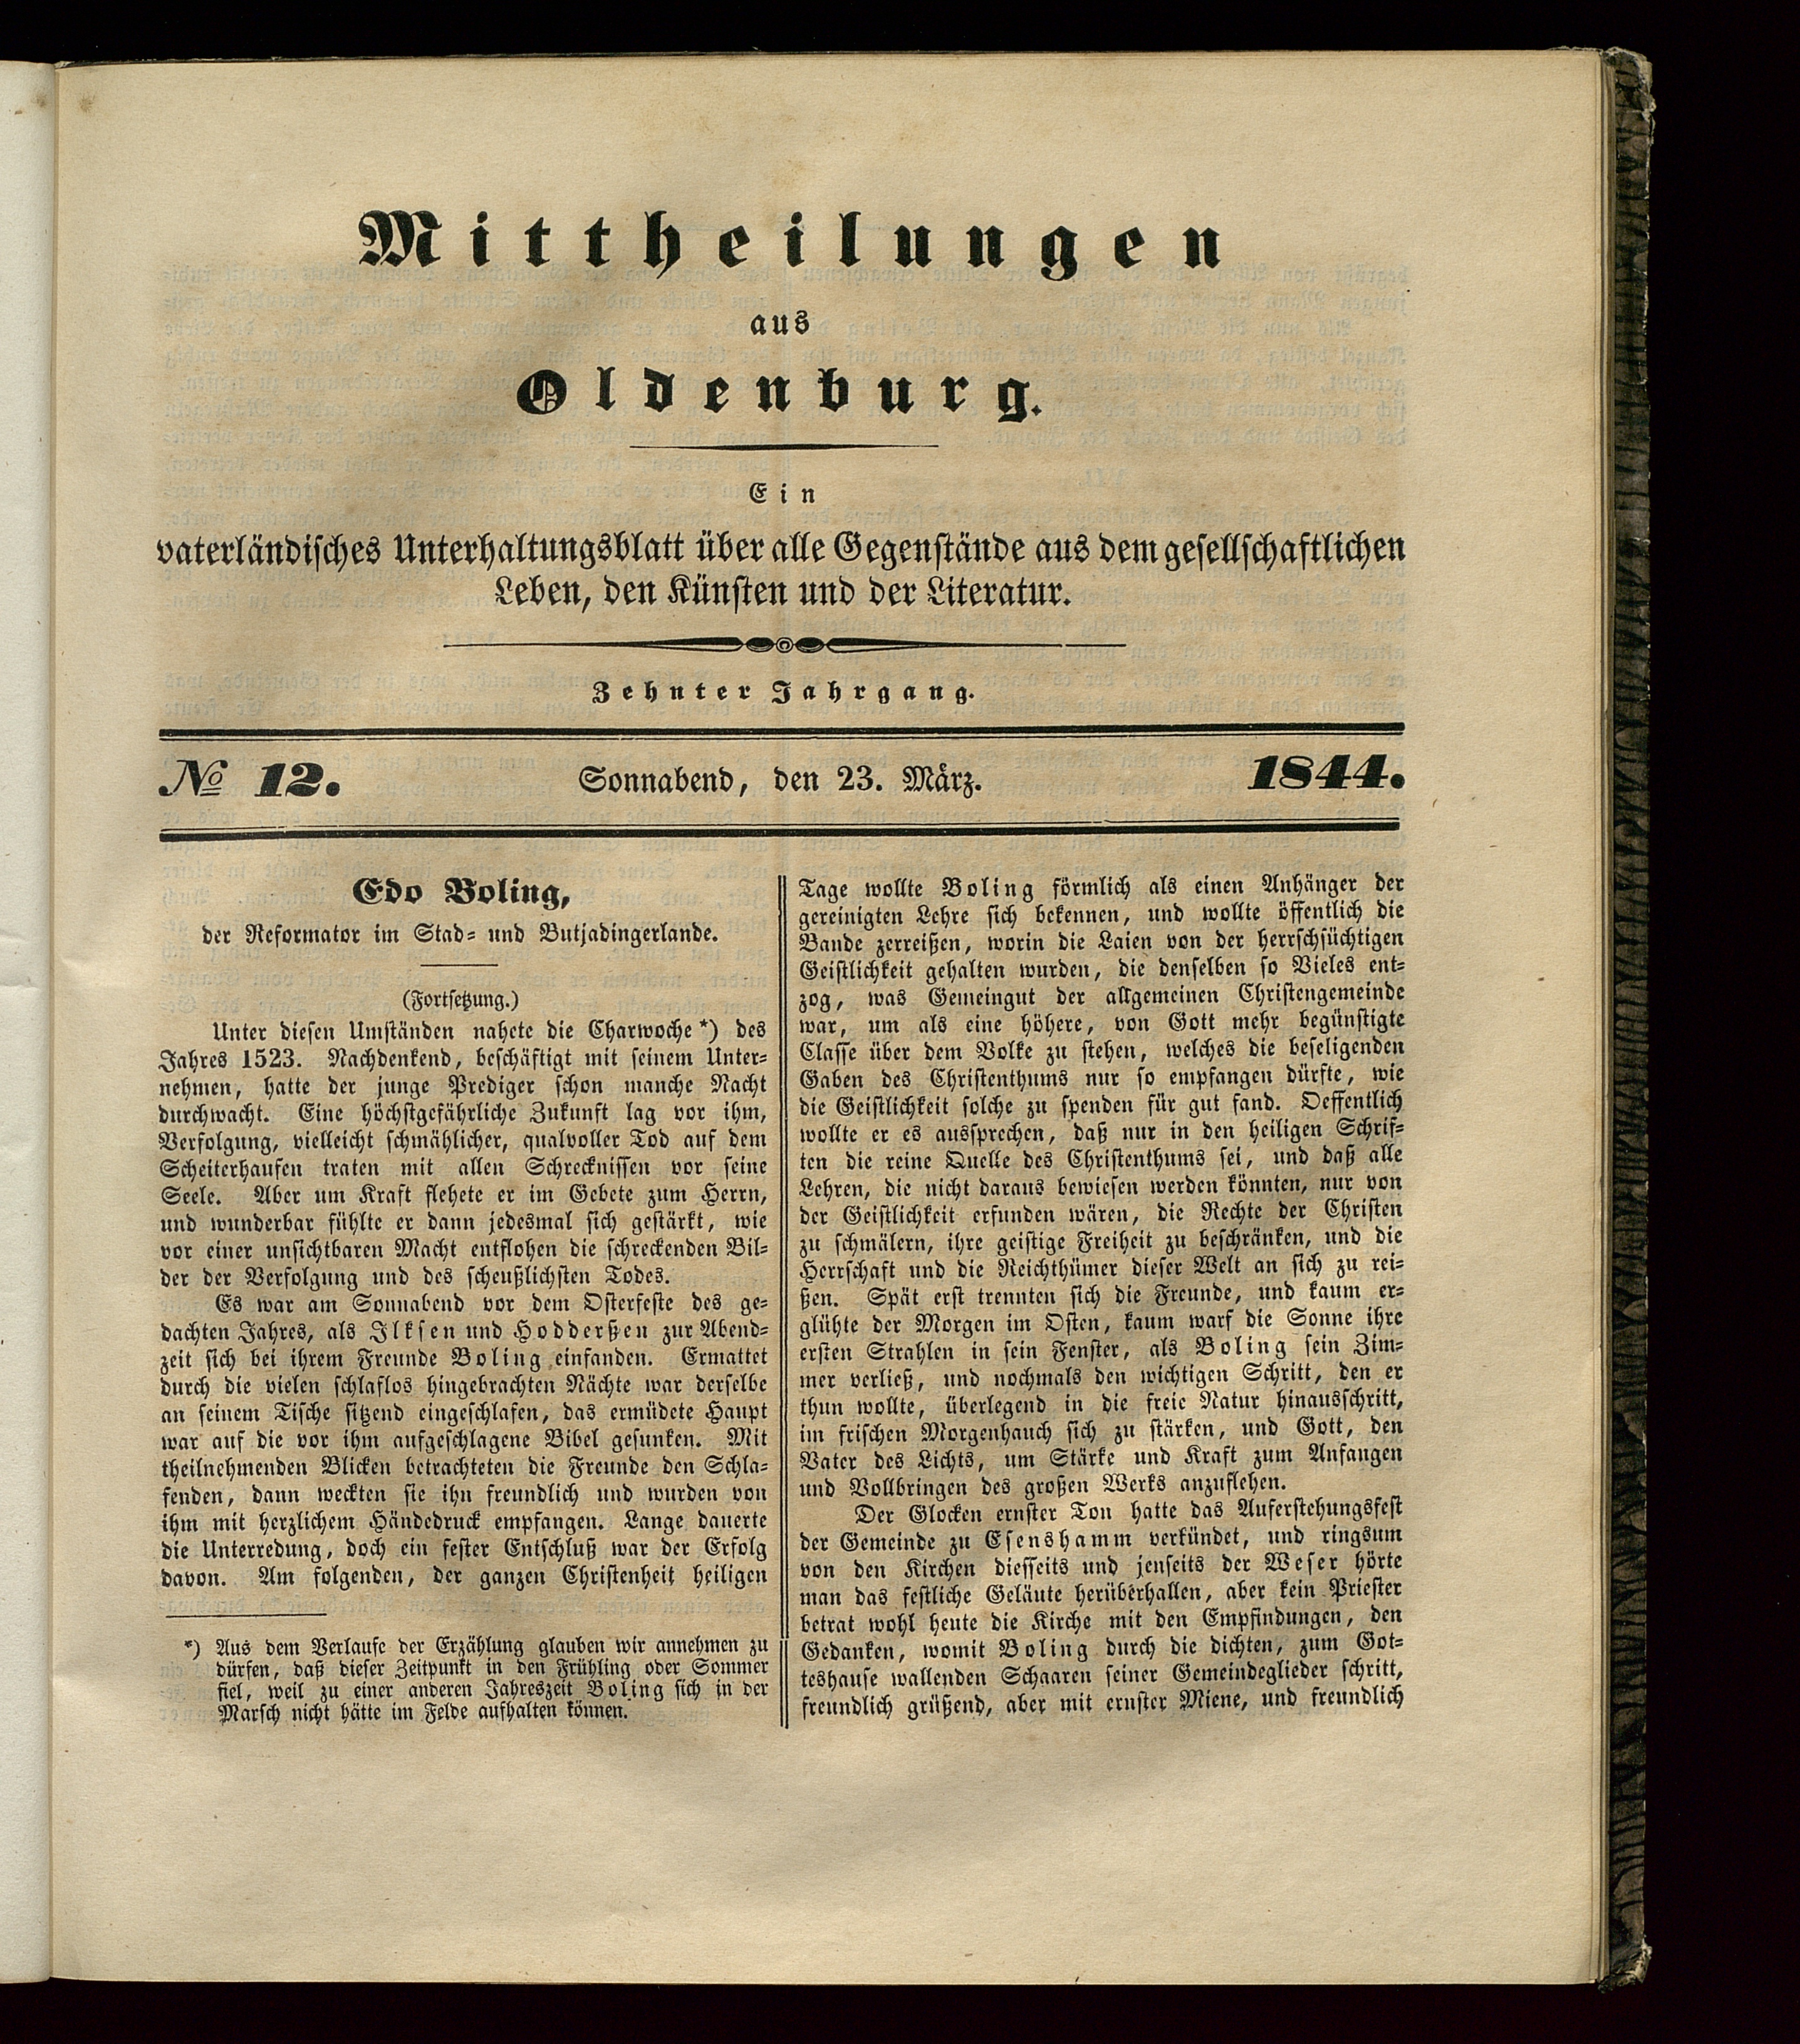 Mittheilungen
aus
Oldenburg.
Ein
vaterländisches Unterhaltungsblatt über alle Gegenstände aus dem gesellschaftlichen
Leben, den Künsten und der Literatur.
Zehnter Jahrgang.
No 12. Sonnabend, den 23. März. 1844.
Edo Boling,
der Reformator im Stad- und Butjadingerlande.
(Fortsetzung.)
Unter diesen Umständen nahete die Charwoche *) des
Jahres 1523. Nachdenkend, beschäftigt mit seinem Unter-
nehmen, hatte der junge Prediger schon manche Nacht
durchwacht. Eine höchstgefährliche Zukunft lag vor ihm,
Verfolgung, vielleicht schmählicher, qualvoller Tod auf dem
Scheiterhaufen traten mit allen Schrecknissen vor seine
Seele. Aber um Kraft flehete er im Gebete zum Herrn,
und wunderbar fühlte er dann jedesmal sich gestärkt, wie
vor einer unsichtbaren Macht entflohen die schreckenden Bil-
der der Verfolgung und des scheußlichsten Todes.
Es war am Sonnabend vor dem Osterfeste des ge-
dachten Jahres, als Ilksen und Hodderßen zur Abend-
zeit sich bei ihrem Freunde Boling einfanden. Ermattet
durch die vielen schlaflos hingebrachten Nächte war derselbe
an seinem Tische sitzend eingeschlafen, das ermüdete Haupt
war auf die vor ihm aufgeschlagene Bibel gesunken. Mit
theilnehmenden Blicken betrachteten die Freunde den Schla-
fenden, dann weckten sie ihn freundlich und wurden von
ihm mit herzlichem Händedruck empfangen. Lange dauerte
die Unterredung, doch ein fester Entschluß war der Erfolg
davon. Am folgenden, der ganzen Christenheit heiligen
*) Aus dem Verlaufe der Erzählung glauben wir annehmen zu
dürfen, daß dieser Zeitpunkt in den Frühling oder Sommer
fiel, weil zu einer anderen Jahreszeit Boling sich in der
Marsch nicht hätte im Felde aufhalten können.
Tage wollte Boling förmlich als einen Anhänger der
gereinigten Lehre sich bekennen, und wollte öffentlich die
Bande zerreißen, worin die Laien von der herrschsüchtigen
Geistlichkeit gehalten wurden, die denselben so Vieles ent-
zog, was Gemeingut der allgemeinen Christengemeinde
war, um als eine höhere, von Gott mehr begünstigte
Classe über dem Volke zu stehen, welches die beseligenden
Gaben des Christenthums nur so empfangen dürfte, wie
die Geistlichkeit solche zu spenden für gut fand. Oeffentlich
wollte er es aussprechen, daß nur in den heiligen Schrif-
ten die reine Quelle des Christenthums sei, und daß alle
Lehren, die nicht daraus bewiesen werden könnten, nur von
der Geistlichkeit erfunden wären, die Rechte der Christen
zu schmälern, ihre geistige Freiheit zu beschränken, und die
Herrschaft und die Reichthümer dieser Welt an sich zu rei-
ßen. Spät erst trennten sich die Freunde, und kaum er-
glühte der Morgen im Osten, kaum warf die Sonne ihre
ersten Strahlen in sein Fenster, als Boling sein Zim-
mer verließ, und nochmals den wichtigen Schritt, den er
thun wollte, überlegend in die freie Natur hinausschritt,
im frischen Morgenhauch sich zu stärken, und Gott, den
Vater des Lichts, um Stärke und Kraft zum Anfangen
und Vollbringen des großen Werks anzuflehen.
Der Glocken ernster Ton hatte das Auferstehungsfest
der Gemeinde zu Esenshamm verkündet, und ringsum
von den Kirchen diesseits und jenseits der Weser hörte
man das festliche Geläute herüberhallen, aber kein Priester
betrat wohl heute die Kirche mit den Empfindungen, den
Gedanken, womit Boling durch die dichten, zum Got-
teshause wallenden Schaaren seiner Gemeindeglieder schritt,
freundlich grüßend, aber mit ernster Miene, und freundlich